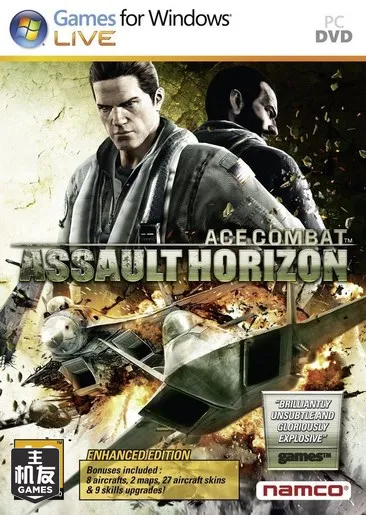 Games for Windows®
LIVE
PC
DVD
ACE COMBAT™
ASSAULT HORIZON
"BRILLIANTLY
UNSUBTLE AND
GLORIOUSLY
EXPLOSIVE"
games™
ENHANCED EDITION
Bonuses included :
8 aircrafts, 2 maps, 27 aircraft skins
& 9 skills upgrades!
主
机友
GAMES
namco®